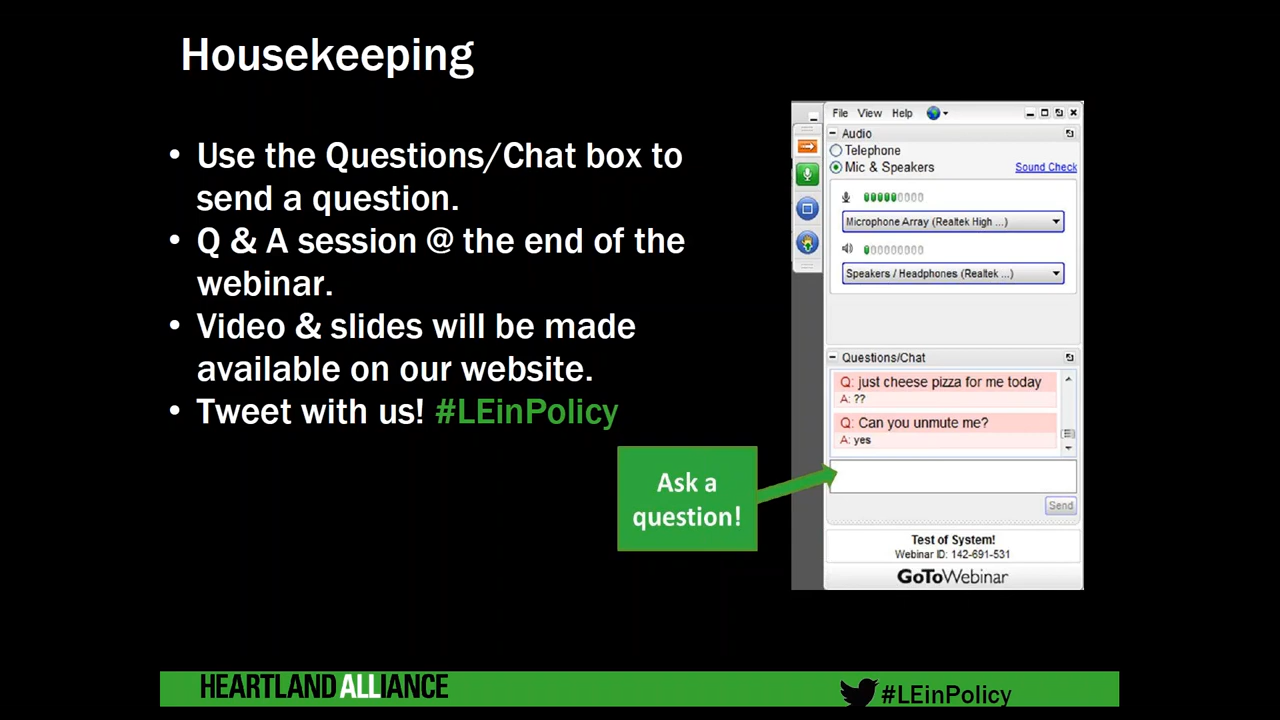 Housekeeping
• Use the Questions/Chat box to
send a question.
• Q & A session @ the end of the
webinar.
• Video & slides will be made
available on our website.
• Tweet with us! #LEinPolicy
File View Help
Audio
Telephone
Mic & Speakers Sound Check
Microphone Array (Realtek High ...)
Speakers / Headphones (Realtek ...)
Questions/Chat
Q: just cheese pizza for me today
A: ??
Q: Can you unmute me?
A: yes
Ask a
question!
Send
Test of System!
Webinar ID: 142-691-531
GoToWebinar
HEARTLAND ALLIANCE
#LEinPolicy